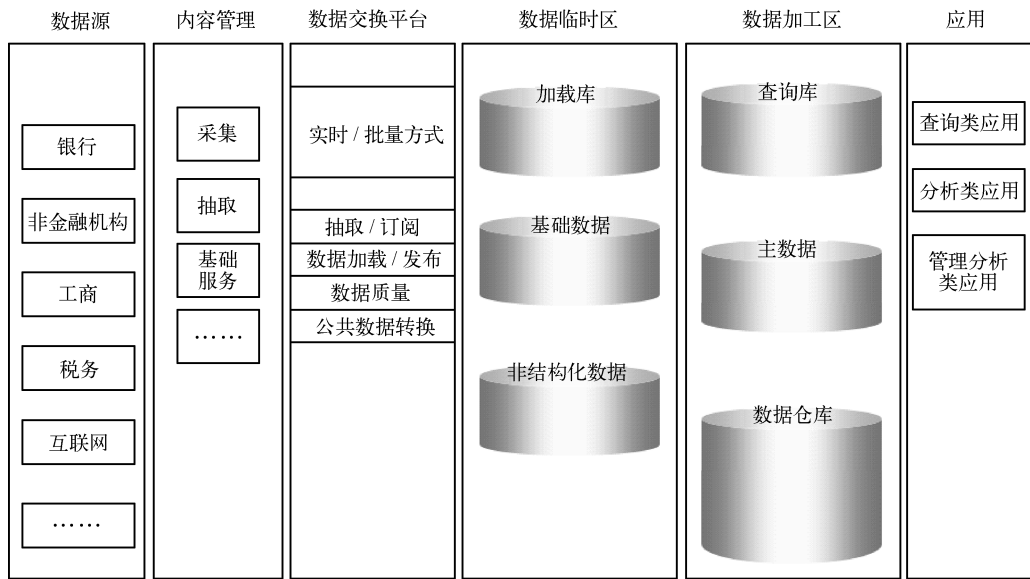 数据源
内容管理
数据交换平台
数据临时区
数据加工区
应用
银行
非金融机构
工商
税务
互联网
……
采集
抽取
基础
服务
……
实时 / 批量方式
抽取 / 订阅
数据加载 / 发布
数据质量
公共数据转换
加载库
基础数据
非结构化数据
查询库
主数据
数据仓库
查询类应用
分析类应用
管理分析
类应用